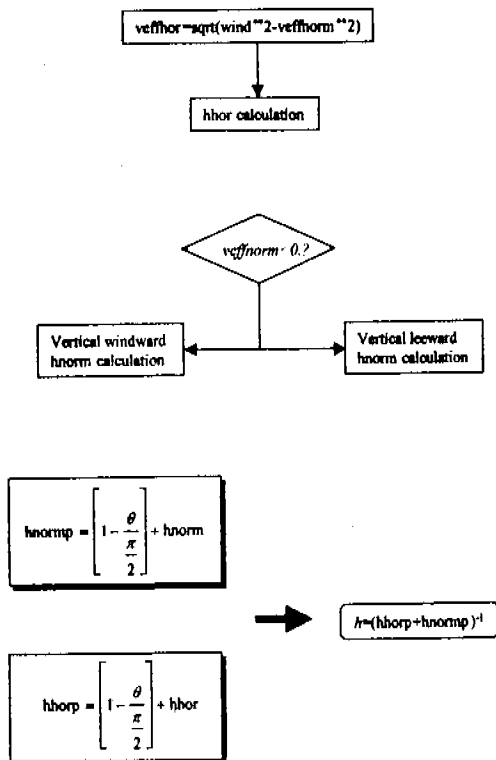 veffhor=sqrt(wind**2-veffnorm**2)
hhor calculation
veffnorm< 0.?
Vertical windward
hnorm calculation
Vertical leeward
hnorm calculation
hnormp = [1 - θ / (π / 2)] + hnorm
h=(hhorp+hnormp)⁻¹
hhorp = [1 - θ / (π / 2)] + hhor